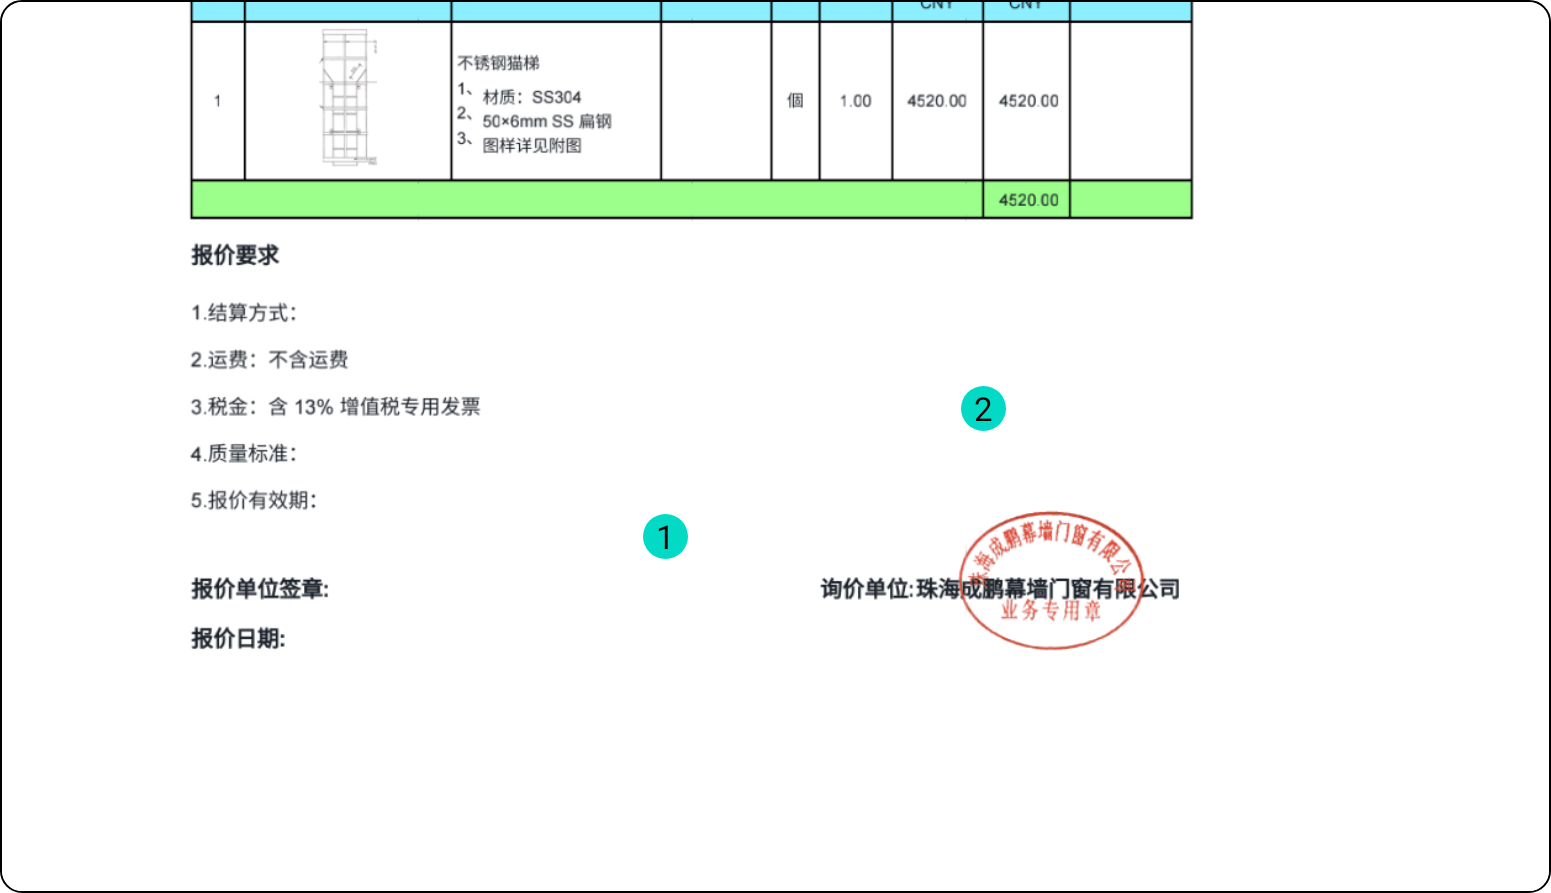 CNY CNY
1 不锈钢猫梯 個 1.00 4520.00 4520.00
1、材质：SS304
2、50×6mm SS 扁钢
3、图样详见附图
4520.00
报价要求
1.结算方式：
2.运费：不含运费
3.税金：含 13% 增值税专用发票
2
4.质量标准：
5.报价有效期：
1
报价单位签章:
询价单位:珠海成鹏幕墙门窗有限公司
珠海成鹏幕墙门窗有限公司
业务专用章
报价日期: